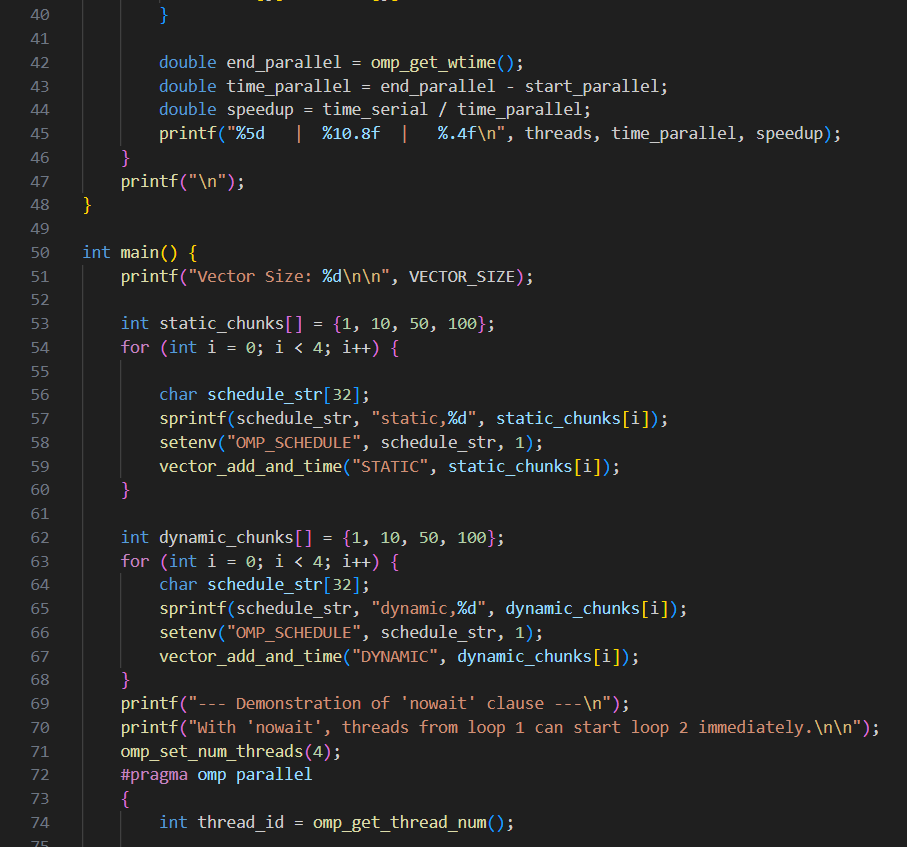 40            }
41
42            double end_parallel = omp_get_wtime();
43            double time_parallel = end_parallel - start_parallel;
44            double speedup = time_serial / time_parallel;
45            printf("%5d   |  %10.8f  |   %.4f\n", threads, time_parallel, speedup);
46        }
47        printf("\n");
48    }
49
50    int main() {
51        printf("Vector Size: %d\n\n", VECTOR_SIZE);
52
53        int static_chunks[] = {1, 10, 50, 100};
54        for (int i = 0; i < 4; i++) {
55
56            char schedule_str[32];
57            sprintf(schedule_str, "static,%d", static_chunks[i]);
58            setenv("OMP_SCHEDULE", schedule_str, 1);
59            vector_add_and_time("STATIC", static_chunks[i]);
60        }
61
62        int dynamic_chunks[] = {1, 10, 50, 100};
63        for (int i = 0; i < 4; i++) {
64            char schedule_str[32];
65            sprintf(schedule_str, "dynamic,%d", dynamic_chunks[i]);
66            setenv("OMP_SCHEDULE", schedule_str, 1);
67            vector_add_and_time("DYNAMIC", dynamic_chunks[i]);
68        }
69        printf("--- Demonstration of 'nowait' clause ---\n");
70        printf("With 'nowait', threads from loop 1 can start loop 2 immediately.\n\n");
71        omp_set_num_threads(4);
72        #pragma omp parallel
73        {
74            int thread_id = omp_get_thread_num();
75